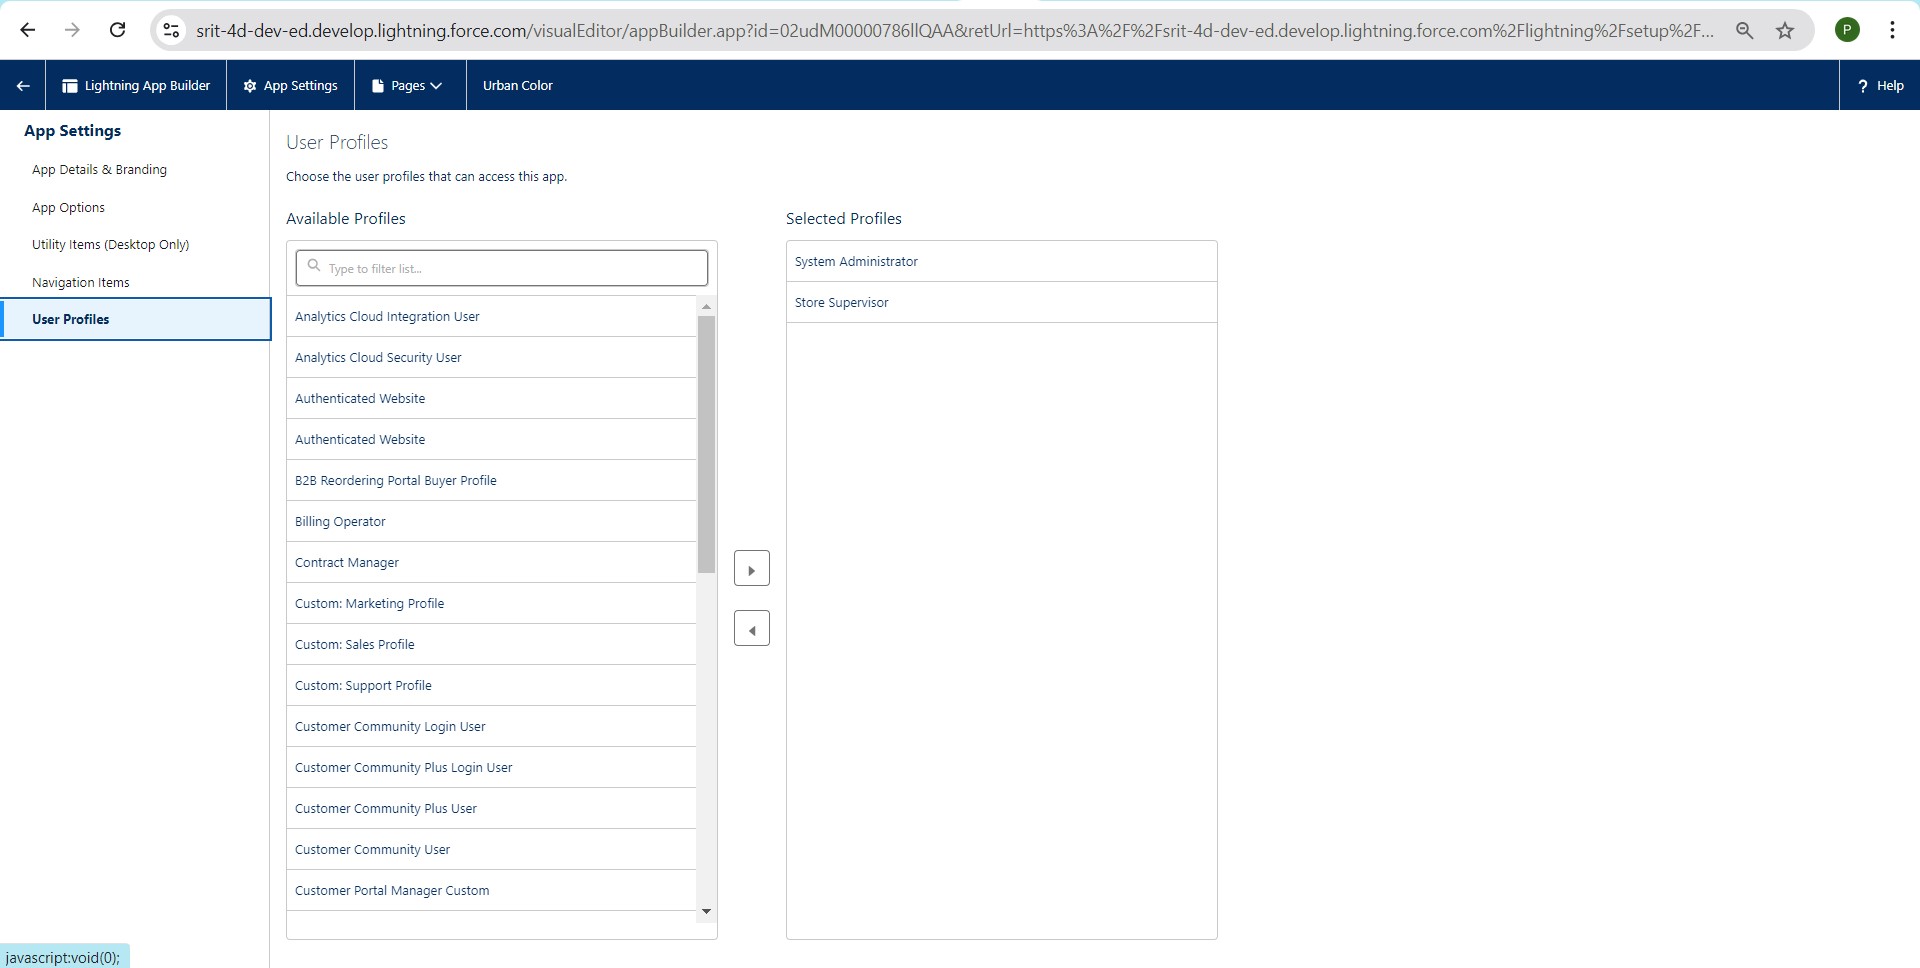 srit-4d-dev-ed.develop.lightning.force.com/visualEditor/appBuilder.app?id=02udM00000786llQAA&retUrl=https%3A%2F%2Fsrit-4d-dev-ed.develop.lightning.force.com%2Flightning%2Fsetup%2F...
P
Lightning App Builder
App Settings
Pages
Urban Color
? Help
App Settings
App Details & Branding
App Options
Utility Items (Desktop Only)
Navigation Items
User Profiles
User Profiles
Choose the user profiles that can access this app.
Available Profiles
Type to filter list...
Analytics Cloud Integration User
Analytics Cloud Security User
Authenticated Website
Authenticated Website
B2B Reordering Portal Buyer Profile
Billing Operator
Contract Manager
Custom: Marketing Profile
Custom: Sales Profile
Custom: Support Profile
Customer Community Login User
Customer Community Plus Login User
Customer Community Plus User
Customer Community User
Customer Portal Manager Custom
Selected Profiles
System Administrator
Store Supervisor
javascript:void(0);